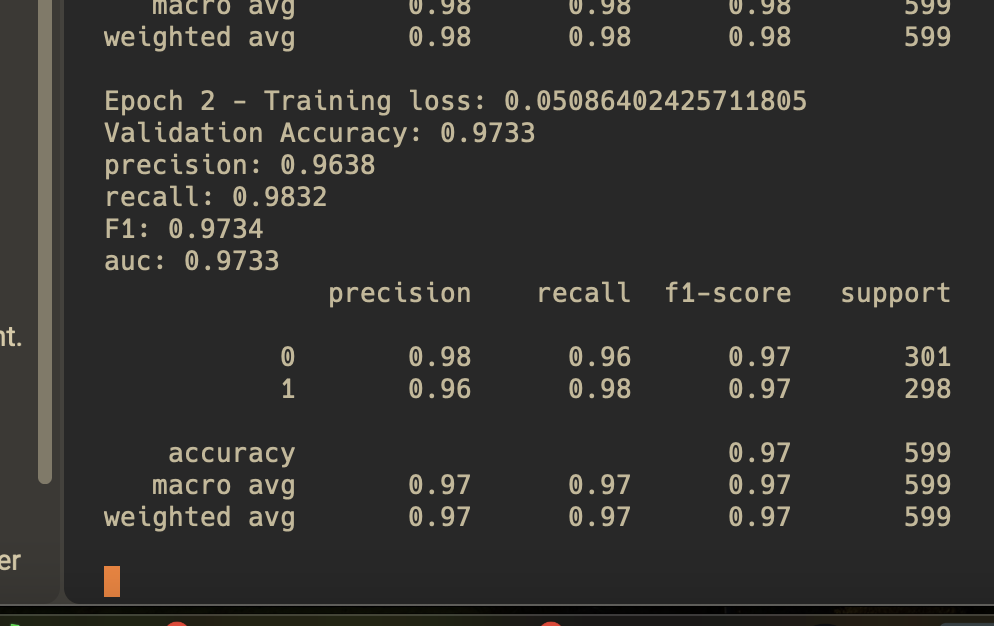 macro avg 0.98 0.98 0.98 599
weighted avg 0.98 0.98 0.98 599
Epoch 2 - Training loss: 0.05086402425711805
Validation Accuracy: 0.9733
precision: 0.9638
recall: 0.9832
F1: 0.9734
auc: 0.9733
precision recall f1-score support
0 0.98 0.96 0.97 301
1 0.96 0.98 0.97 298
accuracy 0.97 599
macro avg 0.97 0.97 0.97 599
weighted avg 0.97 0.97 0.97 599